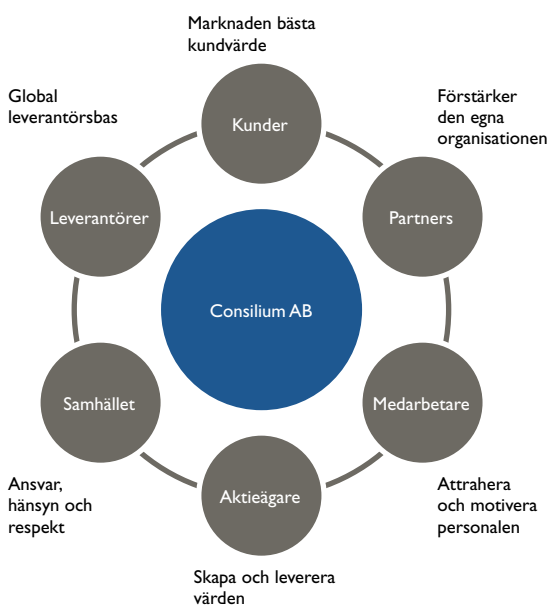 Marknaden bästa
kundvärde
Global
leverantörsbas
Förstärker
den egna
organisationen
Kunder
Leverantörer
Partners
Consilium AB
Samhället
Medarbetare
Aktieägare
Ansvar,
hänsyn och
respekt
Attrahera
och motivera
personalen
Skapa och leverera
värden